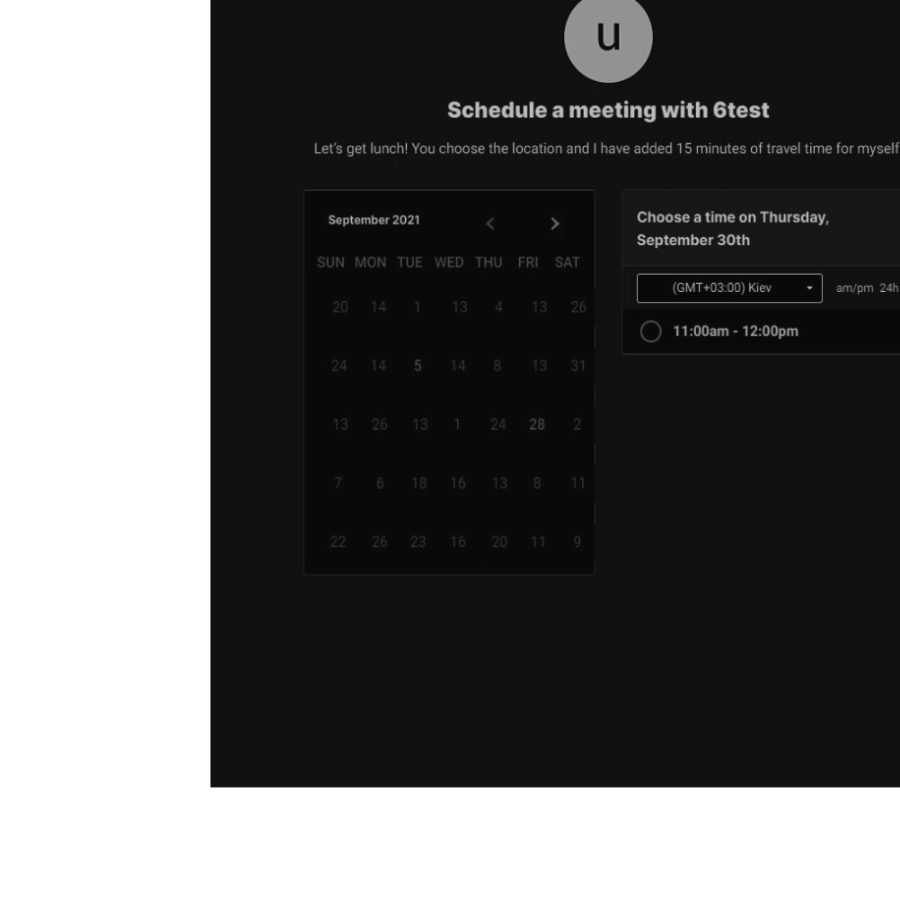 u
Schedule a meeting with 6test
Let's get lunch! You choose the location and I have added 15 minutes of travel time for myself
September 2021
SUN MON TUE WED THU FRI SAT
20 14 1 13 4 13 26
24 14 5 14 8 13 31
13 26 13 1 24 28 2
7 6 18 16 13 8 11
22 26 23 16 20 11 9
Choose a time on Thursday,
September 30th
(GMT+03:00) Kiev am/pm 24h
11:00am - 12:00pm